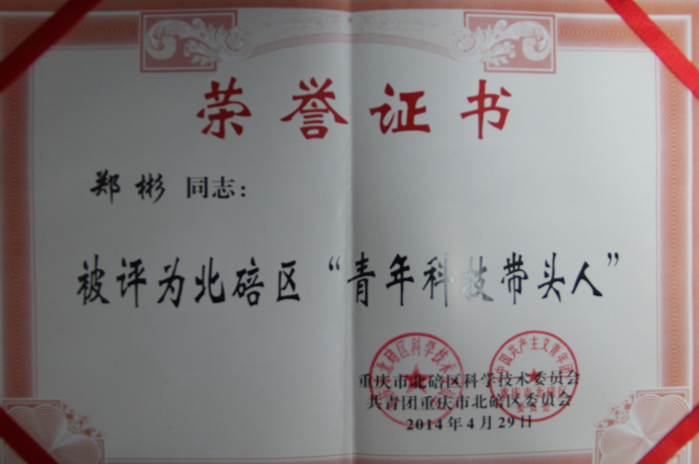 荣誉证书
郑彬 同志：
被评为北碚区“青年科技带头人”
重庆市北碚区科学技术委员会
共青团重庆市北碚区委员会
2014年4月29日